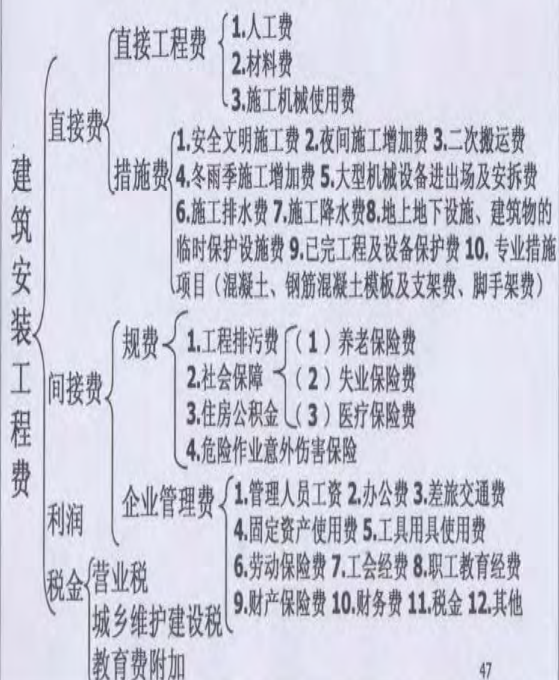 建筑安装工程费
直接费
直接工程费
1.人工费
2.材料费
3.施工机械使用费
措施费
1.安全文明施工费 2.夜间施工增加费 3.二次搬运费
4.冬雨季施工增加费 5.大型机械设备进出场及安拆费
6.施工排水费 7.施工降水费8.地上地下设施、建筑物的
临时保护设施费 9.已完工程及设备保护费 10. 专业措施
项目（混凝土、钢筋混凝土模板及支架费、脚手架费）
间接费
规费
1.工程排污费
2.社会保障
（1）养老保险费
（2）失业保险费
（3）医疗保险费
3.住房公积金
4.危险作业意外伤害保险
企业管理费
1.管理人员工资 2.办公费 3.差旅交通费
4.固定资产使用费 5.工具用具使用费
6.劳动保险费 7.工会经费 8.职工教育经费
9.财产保险费 10.财务费 11.税金 12.其他
利润
税金
营业税
城乡维护建设税
教育费附加
47